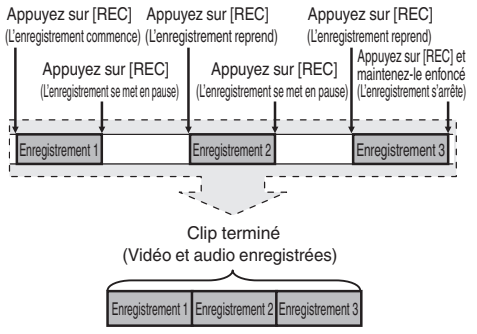 Appuyez sur [REC]
(L'enregistrement commence)
Appuyez sur [REC]
(L'enregistrement reprend)
Appuyez sur [REC]
(L'enregistrement reprend)
Appuyez sur [REC]
(L'enregistrement se met en pause)
Appuyez sur [REC]
(L'enregistrement se met en pause)
Appuyez sur [REC] et
maintenez-le enfoncé
(L'enregistrement s'arrête)
Enregistrement 1
Enregistrement 2
Enregistrement 3
Clip terminé
(Vidéo et audio enregistrées)
Enregistrement 1
Enregistrement 2
Enregistrement 3